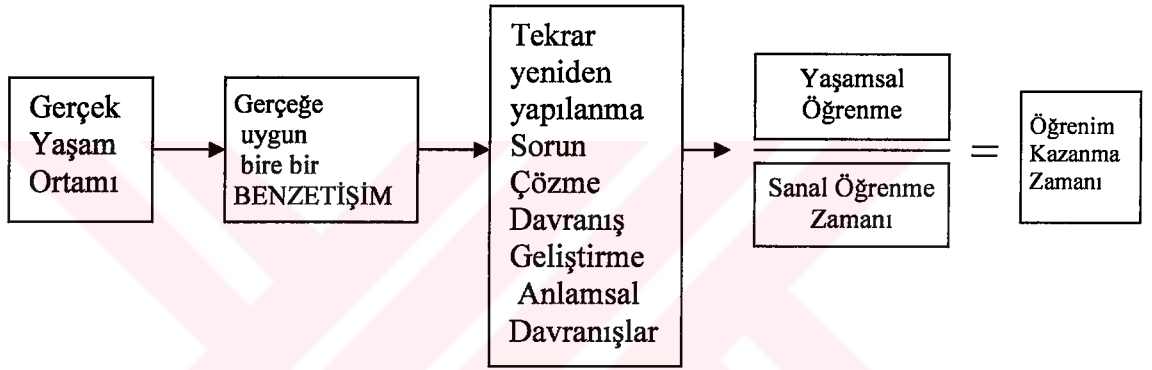 Gerçek
Yaşam
Ortamı
Gerçeğe
uygun
bire bir
BENZETİŞİM
Tekrar
yeniden
yapılanma
Sorun
Çözme
Davranış
Geliştirme
Anlamsal
Davranışlar
Yaşamsal
Öğrenme
Sanal Öğrenme
Zamanı
=
Öğrenim
Kazanma
Zamanı